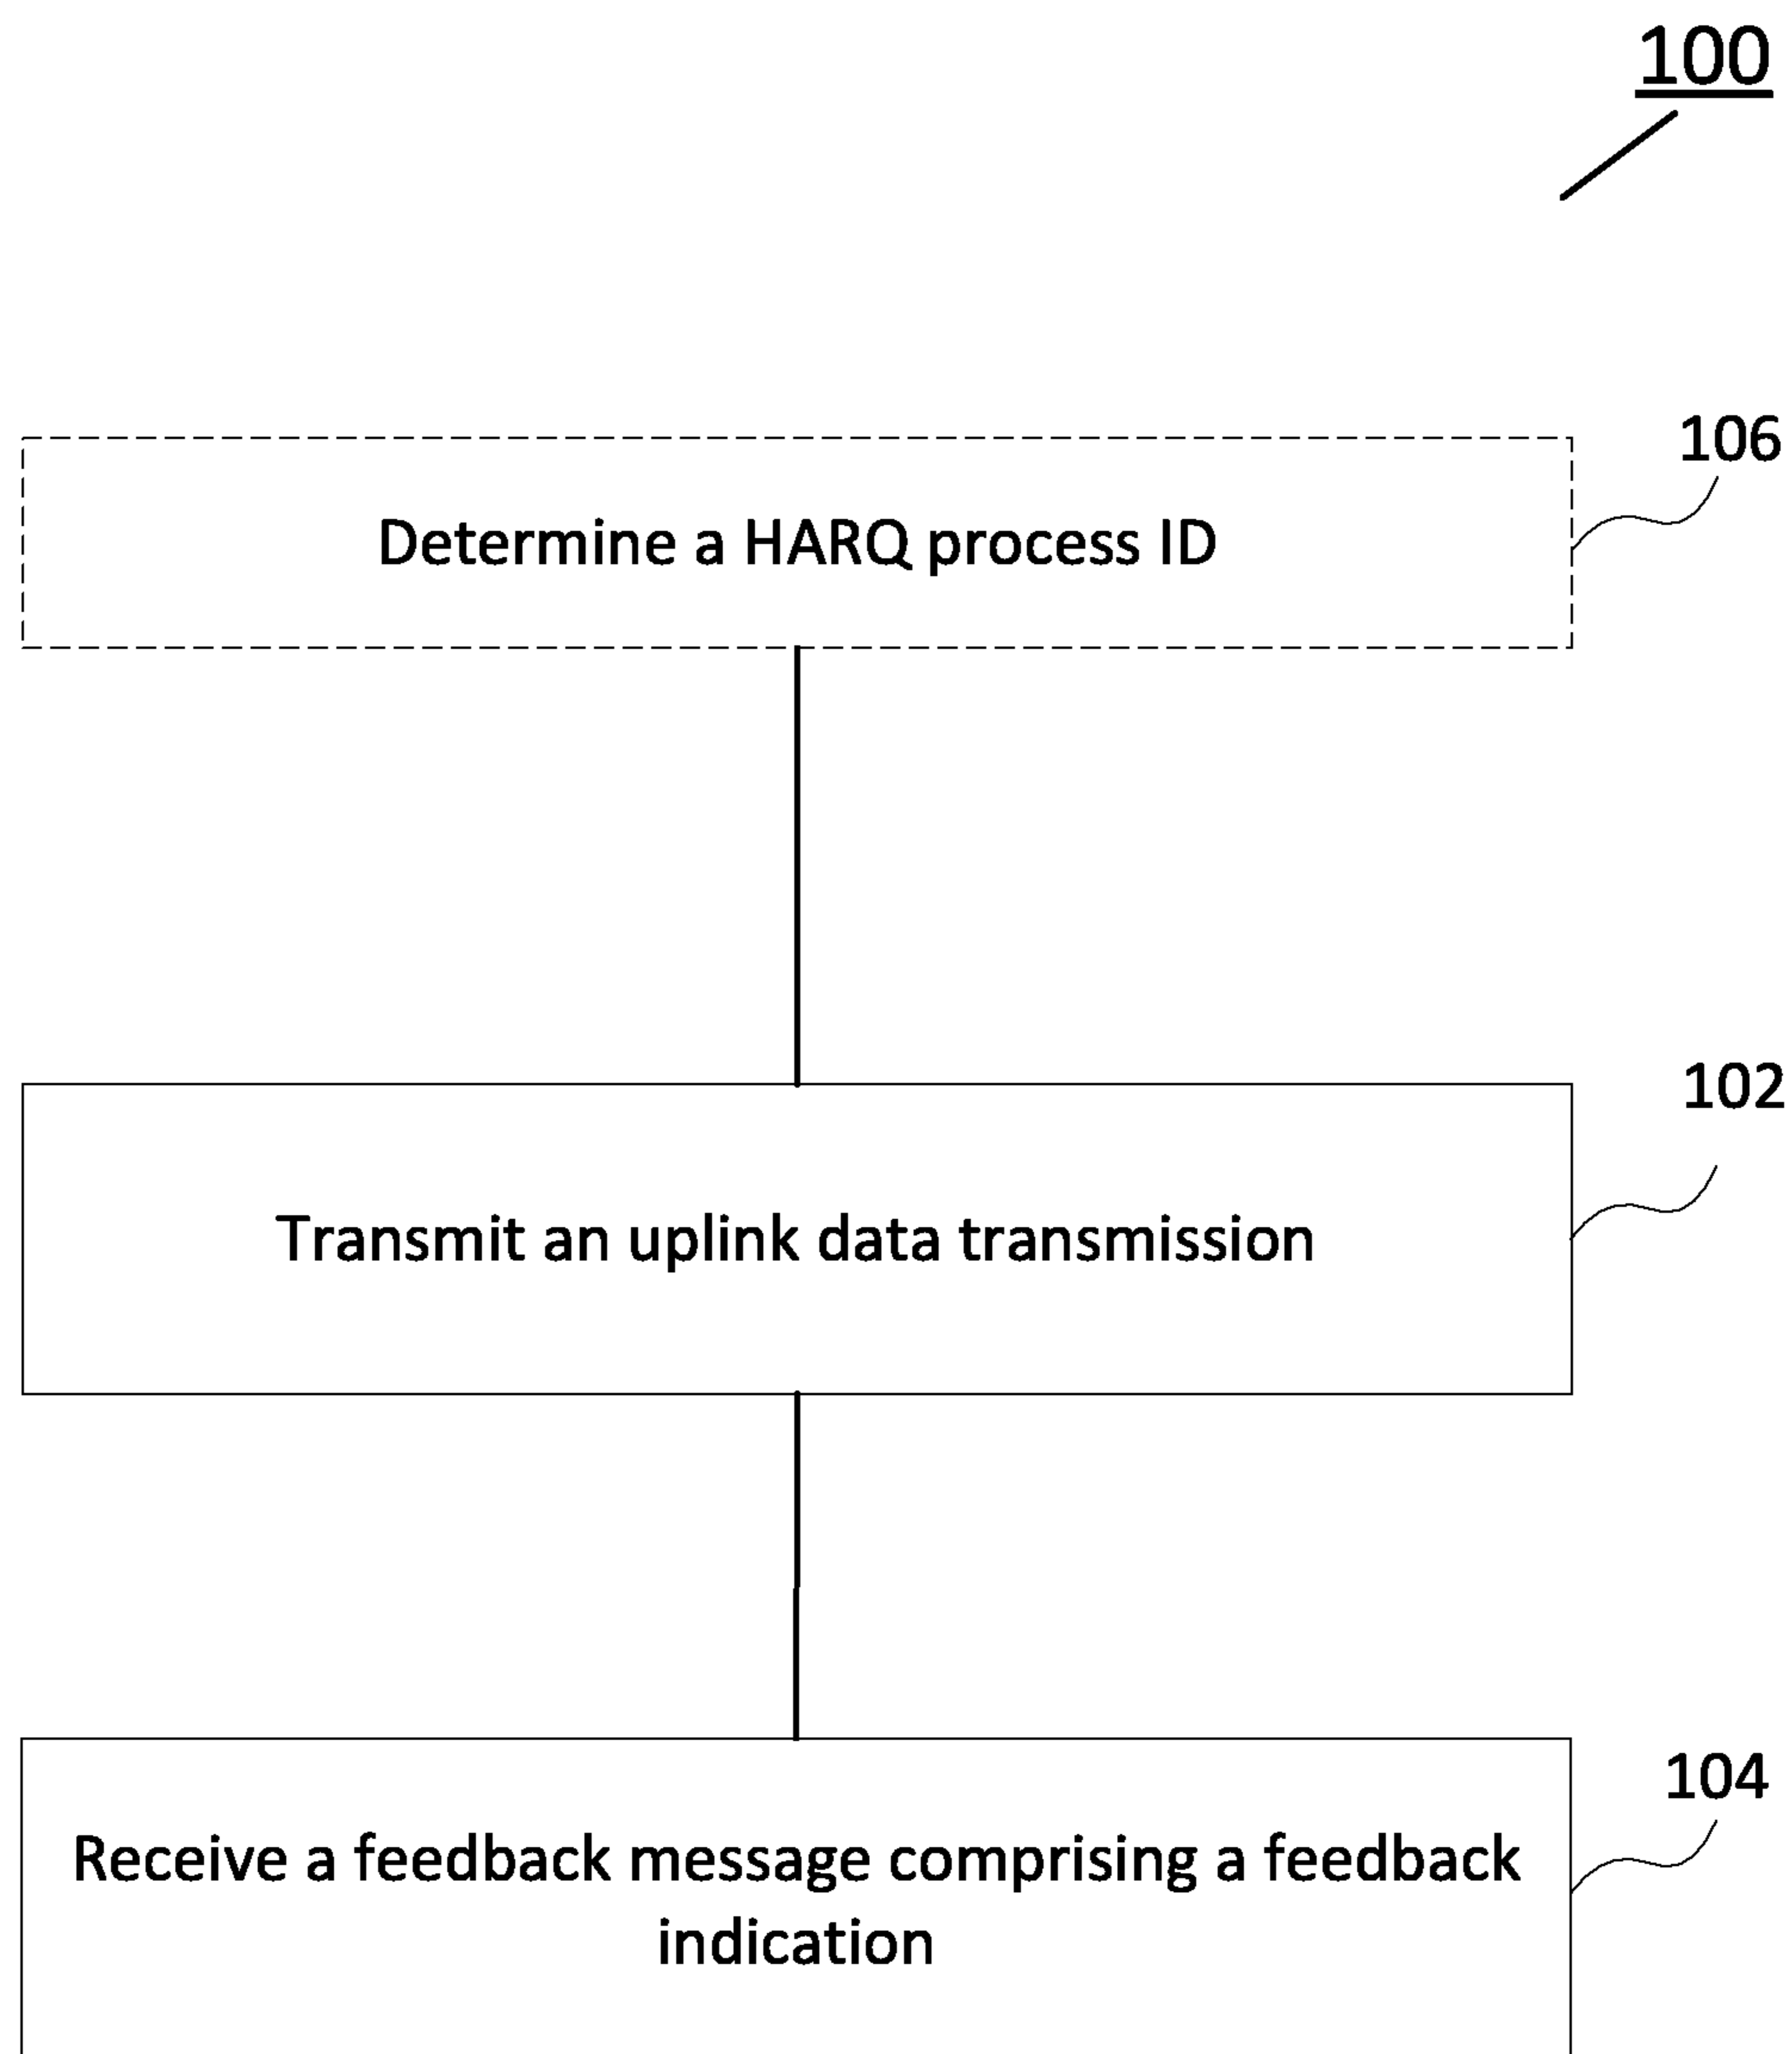 100
106
Determine a HARQ process ID
102
Transmit an uplink data transmission
104
Receive a feedback message comprising a feedback
indication